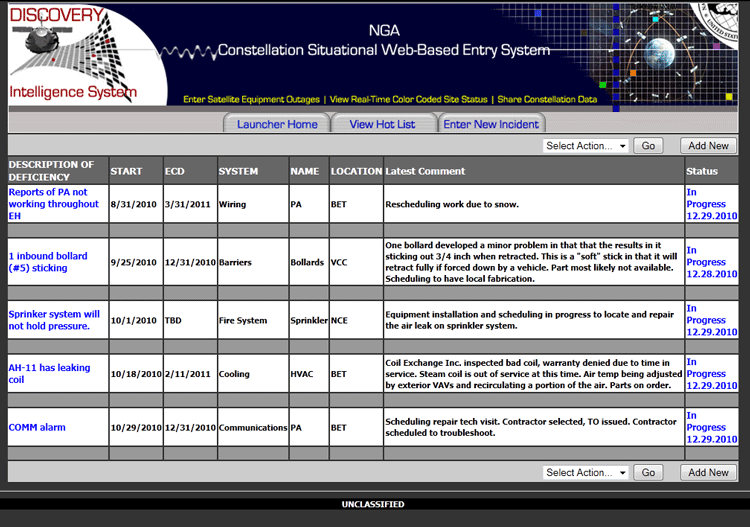 DISCOVERY
Intelligence System
NGA
Constellation Situational Web-Based Entry System
Enter Satellite Equipment Outages | View Real-Time Color Coded Site Status | Share Constellation Data
Launcher Home
View Hot List
Enter New Incident
Select Action...
Go
Add New
DESCRIPTION OF
DEFICIENCY
START
ECD
SYSTEM
NAME
LOCATION
Latest Comment
Status
Reports of PA not
working throughout
EH
8/31/2010
3/31/2011
Wiring
PA
BET
Rescheduling work due to snow.
In
Progress
12.29.2010
1 inbound bollard
(#5) sticking
9/25/2010
12/31/2010
Barriers
Bollards
VCC
One bollard developed a minor problem in that that the results in it
sticking out 3/4 inch when retracted. This is a "soft" stick in that it will
retract fully if forced down by a vehicle. Part most likely not available.
Scheduling to have local fabrication.
In
Progress
12.28.2010
Sprinker system will
not hold pressure.
10/1/2010
TBD
Fire System
Sprinkler
NCE
Equipment installation and scheduling in progress to locate and repair
the air leak on sprinkler system.
In
Progress
12.29.2010
AH-11 has leaking
coil
10/18/2010
2/11/2011
Cooling
HVAC
BET
Coil Exchange Inc. inspected bad coil, warranty denied due to time in
service. Steam coil is out of service at this time. Air temp being adjusted
by exterior VAVs and recirculating a portion of the air. Parts on order.
In
Progress
12.29.2010
COMM alarm
10/29/2010
12/31/2010
Communications
PA
BET
Scheduling repair tech visit. Contractor selected, TO issued. Contractor
scheduled to troubleshoot.
In
Progress
12.29.2010
Select Action...
Go
Add New
UNCLASSIFIED